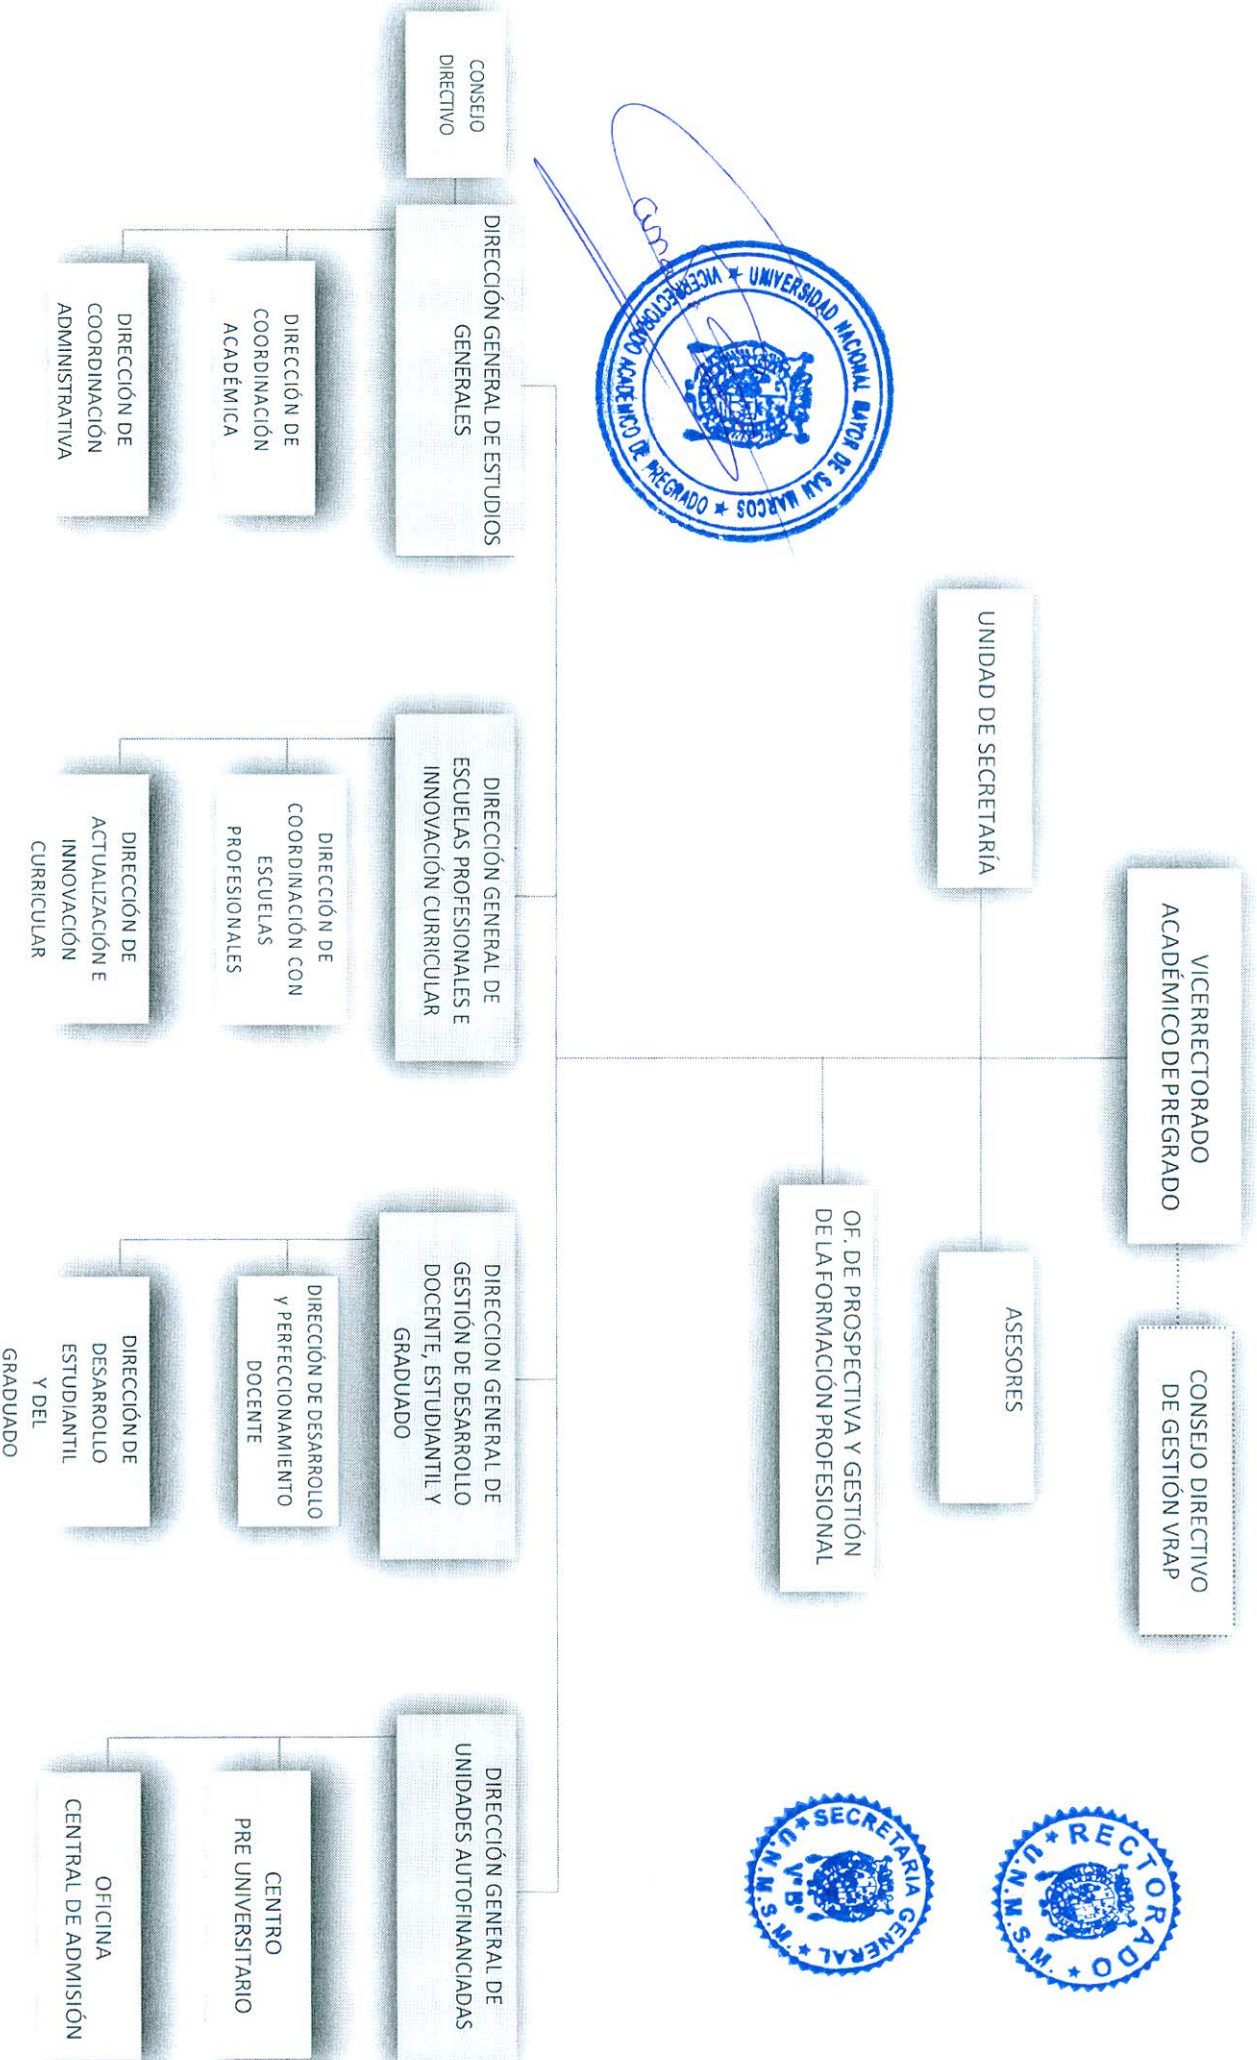 VICERRECTORADO
ACADÉMICO DE PREGRADO
CONSEJO DIRECTIVO
DE GESTIÓN VRAP
UNIDAD DE SECRETARÍA
ASESORES
OF. DE PROSPECTIVA Y GESTIÓN
DE LA FORMACIÓN PROFESIONAL
★ RECTORADO ★
U.N.M.S.M.
★ SECRETARIA GENERAL ★
U.N.M.S.M.
V° B°
★ UNIVERSIDAD NACIONAL MAYOR DE SAN MARCOS ★
VICERRECTORADO ACADÉMICO DE PREGRADO
CONSEJO
DIRECTIVO
DIRECCIÓN GENERAL DE ESTUDIOS
GENERALES
DIRECCIÓN DE
COORDINACIÓN
ACADÉMICA
DIRECCIÓN DE
COORDINACIÓN
ADMINISTRATIVA
DIRECCIÓN GENERAL DE
ESCUELAS PROFESIONALES E
INNOVACIÓN CURRICULAR
DIRECCIÓN DE
COORDINACIÓN CON
ESCUELAS
PROFESIONALES
DIRECCIÓN DE
ACTUALIZACIÓN E
INNOVACIÓN
CURRICULAR
DIRECCION GENERAL DE
GESTIÓN DE DESARROLLO
DOCENTE, ESTUDIANTIL Y
GRADUADO
DIRECCIÓN DE DESARROLLO
y PERFECCIONAMIENTO
DOCENTE
DIRECCIÓN DE
DESARROLLO
ESTUDIANTIL
Y DEL
GRADUADO
DIRECCIÓN GENERAL DE
UNIDADES AUTOFINANCIADAS
CENTRO
PRE UNIVERSITARIO
OFICINA
CENTRAL DE ADMISIÓN